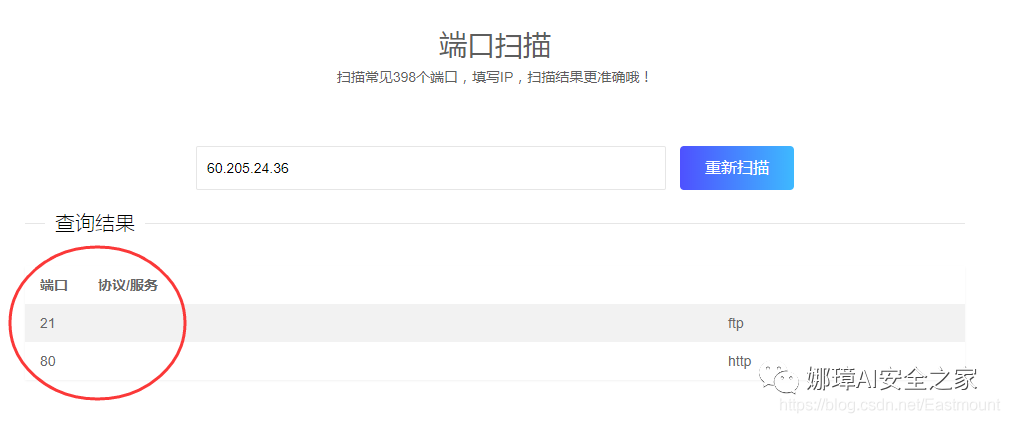 端口扫描
扫描常见398个端口，填写IP，扫描结果更准确哦！
60.205.24.36 重新扫描
查询结果
端口 协议/服务
21 ftp
80 http
娜璋AI安全之家
https://blog.csdn.net/Eastmount